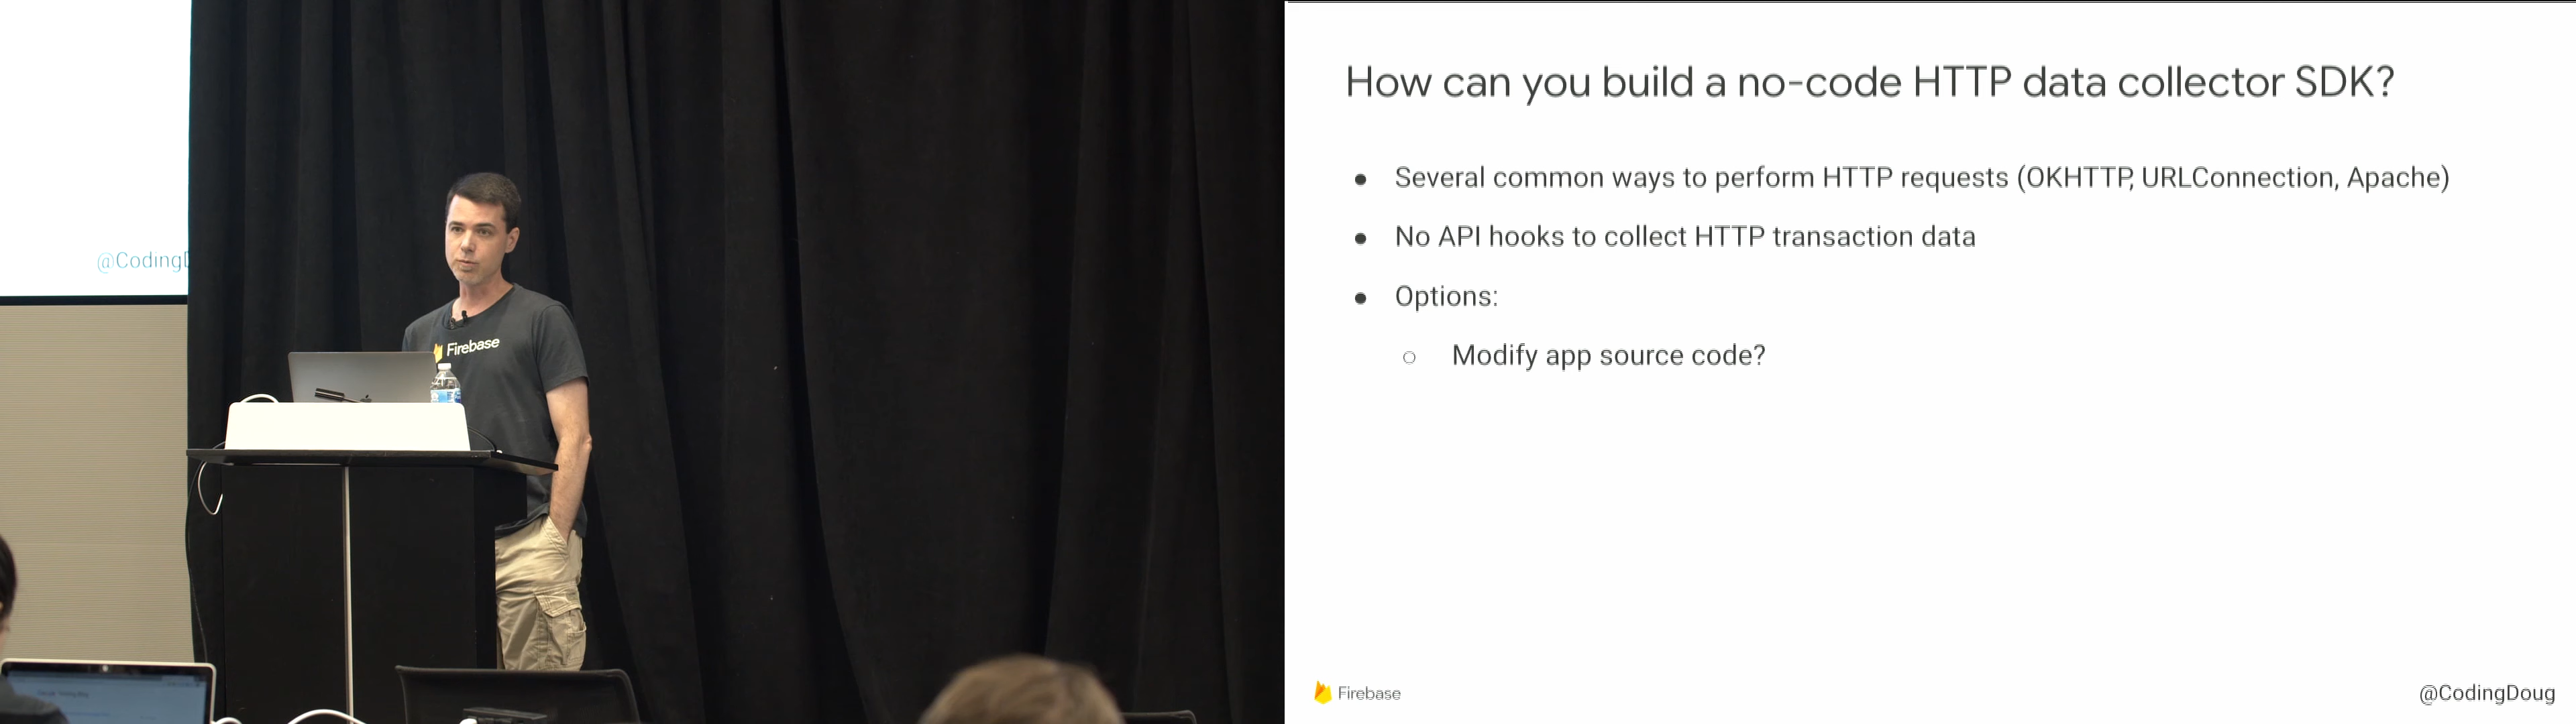 @CodingD
Firebase
How can you build a no-code HTTP data collector SDK?
● Several common ways to perform HTTP requests (OKHTTP, URLConnection, Apache)
● No API hooks to collect HTTP transaction data
● Options:
○ Modify app source code?
Firebase
@CodingDoug